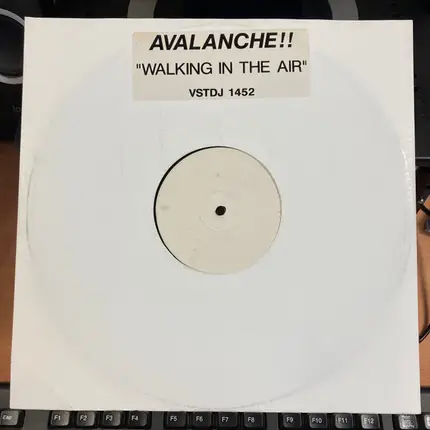 AVALANCHE!!
"WALKING IN THE AIR"
VSTDJ 1452
Esc F1 F2 F3 F4 F5 F6 F7 F8 F9 F10 F11 F12